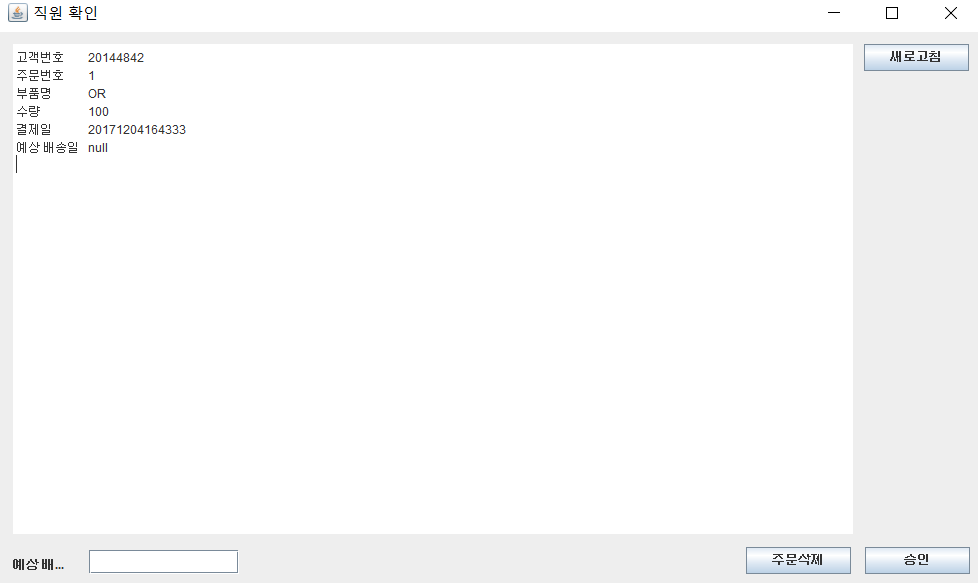 직원 확인
고객번호 20144842
주문번호 1
부품명 OR
수량 100
결제일 20171204164333
예상 배송일 null
새로고침
예상 배...
주문삭제
승인